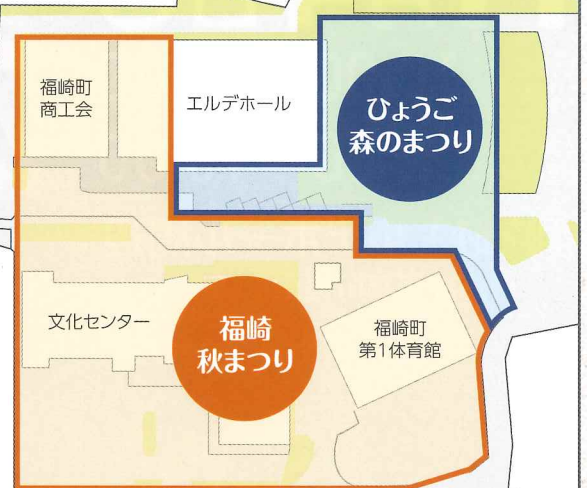 福崎町
商工会
エルデホール
ひょうご
森のまつり
文化センター
福崎
秋まつり
福崎町
第1体育館